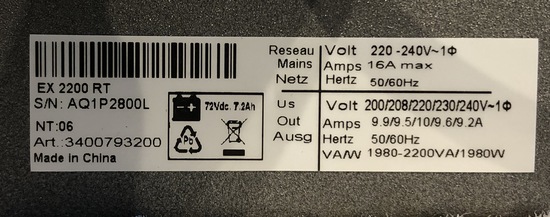 EX 2200 RT
S/N: AQ1P2800L
NT:06
Art.:3400793200
Made in China
72Vdc. 7.2Ah
Pb
Reseau Volt 220 -240V~1Φ
Mains Amps 16A max
Netz Hertz 50/60Hz
Us Volt 200/208/220/230/240V~1Φ
Out Amps 9.9/9.5/10/9.6/9.2A
Ausg Hertz 50/60Hz
VA/W 1980-2200VA/1980W